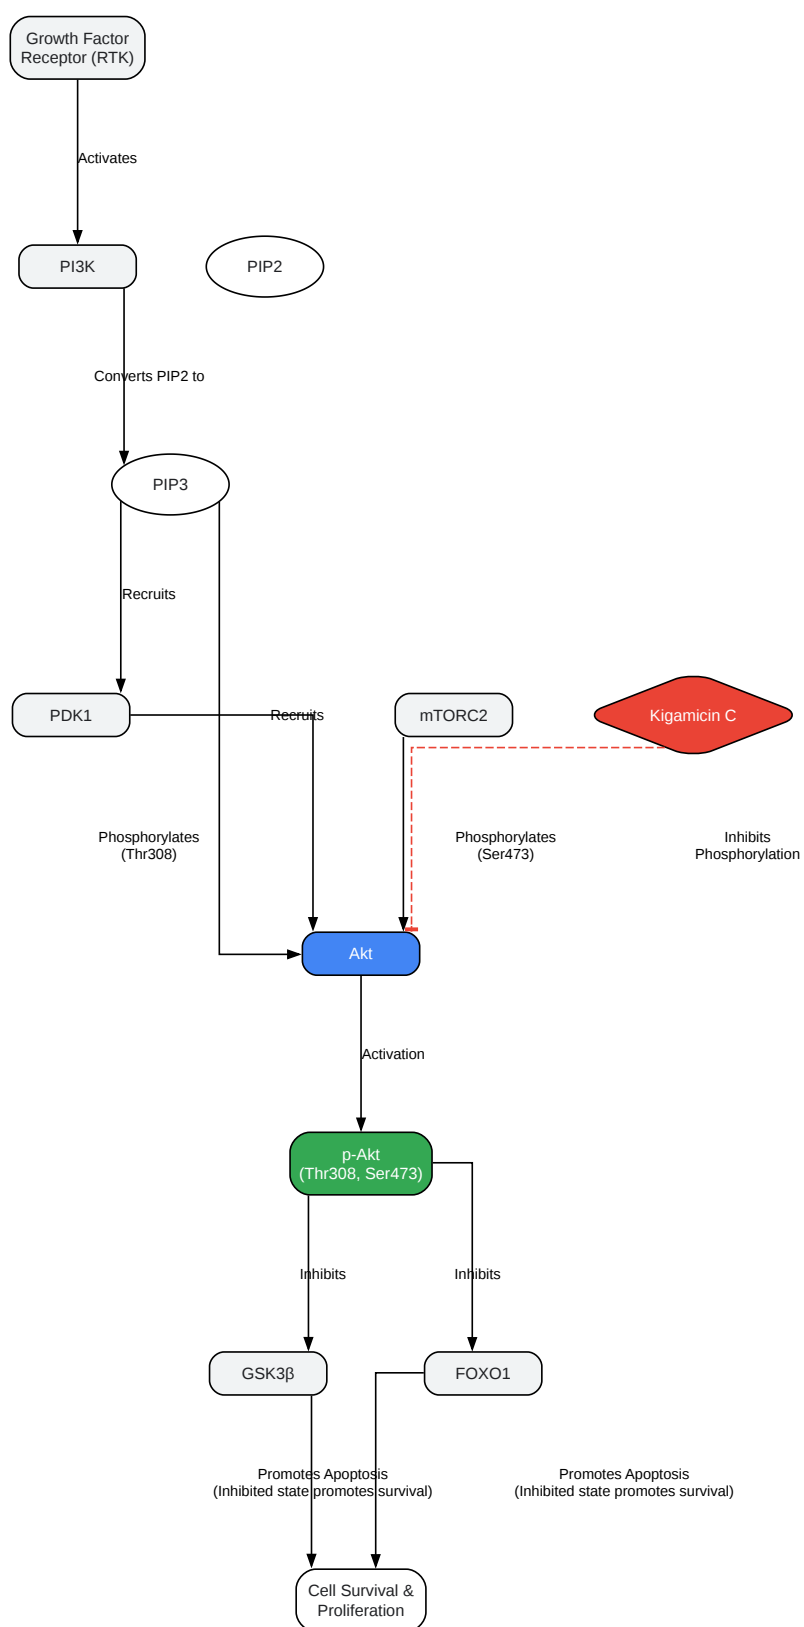 Growth Factor
Receptor (RTK)
Activates
PI3K
PIP2
Converts PIP2 to
PIP3
Recruits
PDK1
Recruits
mTORC2
Kigamicin C
Phosphorylates
(Thr308)
Phosphorylates
(Ser473)
Inhibits
Phosphorylation
Akt
Activation
p-Akt
(Thr308, Ser473)
Inhibits
Inhibits
GSK3β
FOXO1
Promotes Apoptosis
(Inhibited state promotes survival)
Promotes Apoptosis
(Inhibited state promotes survival)
Cell Survival &
Proliferation